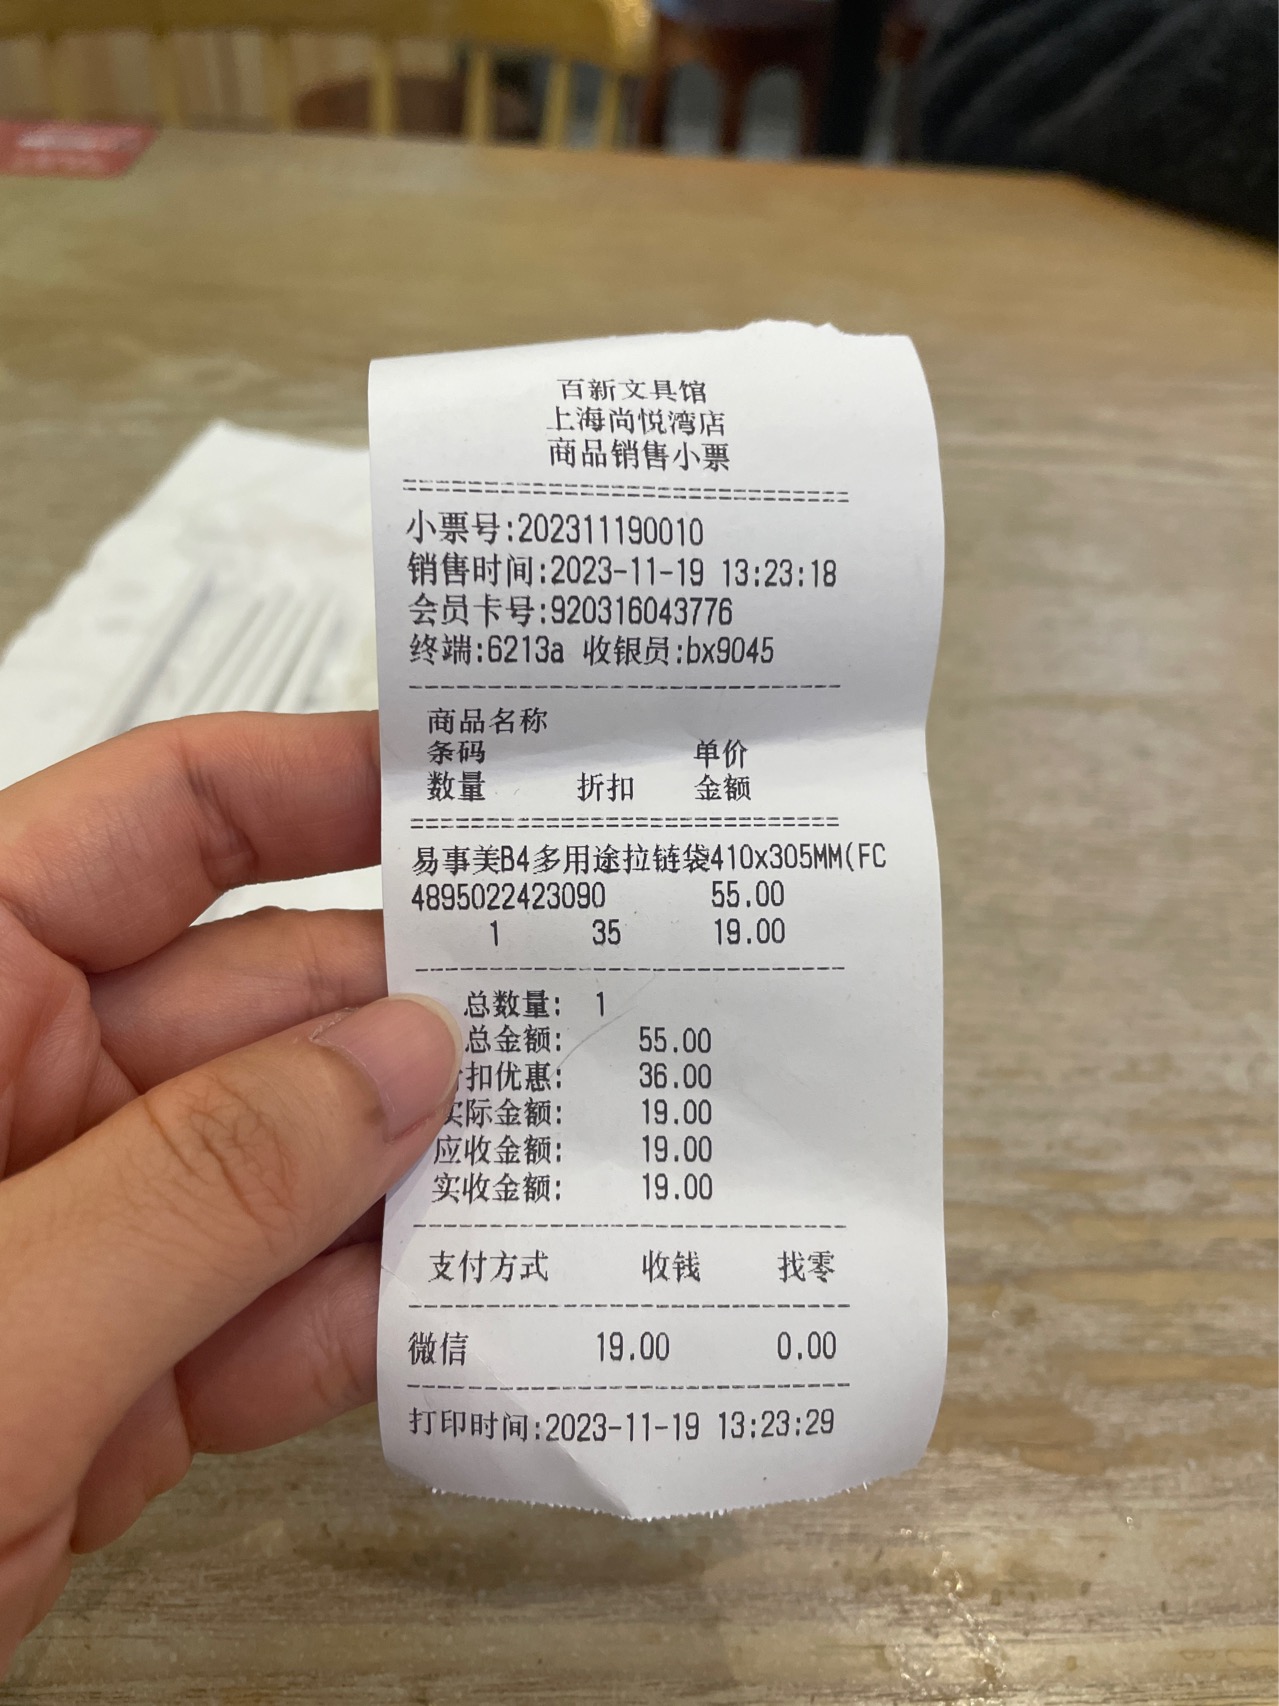 百新文具馆
上海尚悦湾店
商品销售小票
小票号:202311190010
销售时间:2023-11-19 13:23:18
会员卡号:920316043776
终端:6213a 收银员:bx9045
商品名称
条码 单价
数量 折扣 金额
易事美B4多用途拉链袋410x305MM(FC
4895022423090 55.00
1 35 19.00
总数量: 1
总金额: 55.00
扣优惠: 36.00
实际金额: 19.00
应收金额: 19.00
实收金额: 19.00
支付方式 收钱 找零
微信 19.00 0.00
打印时间:2023-11-19 13:23:29